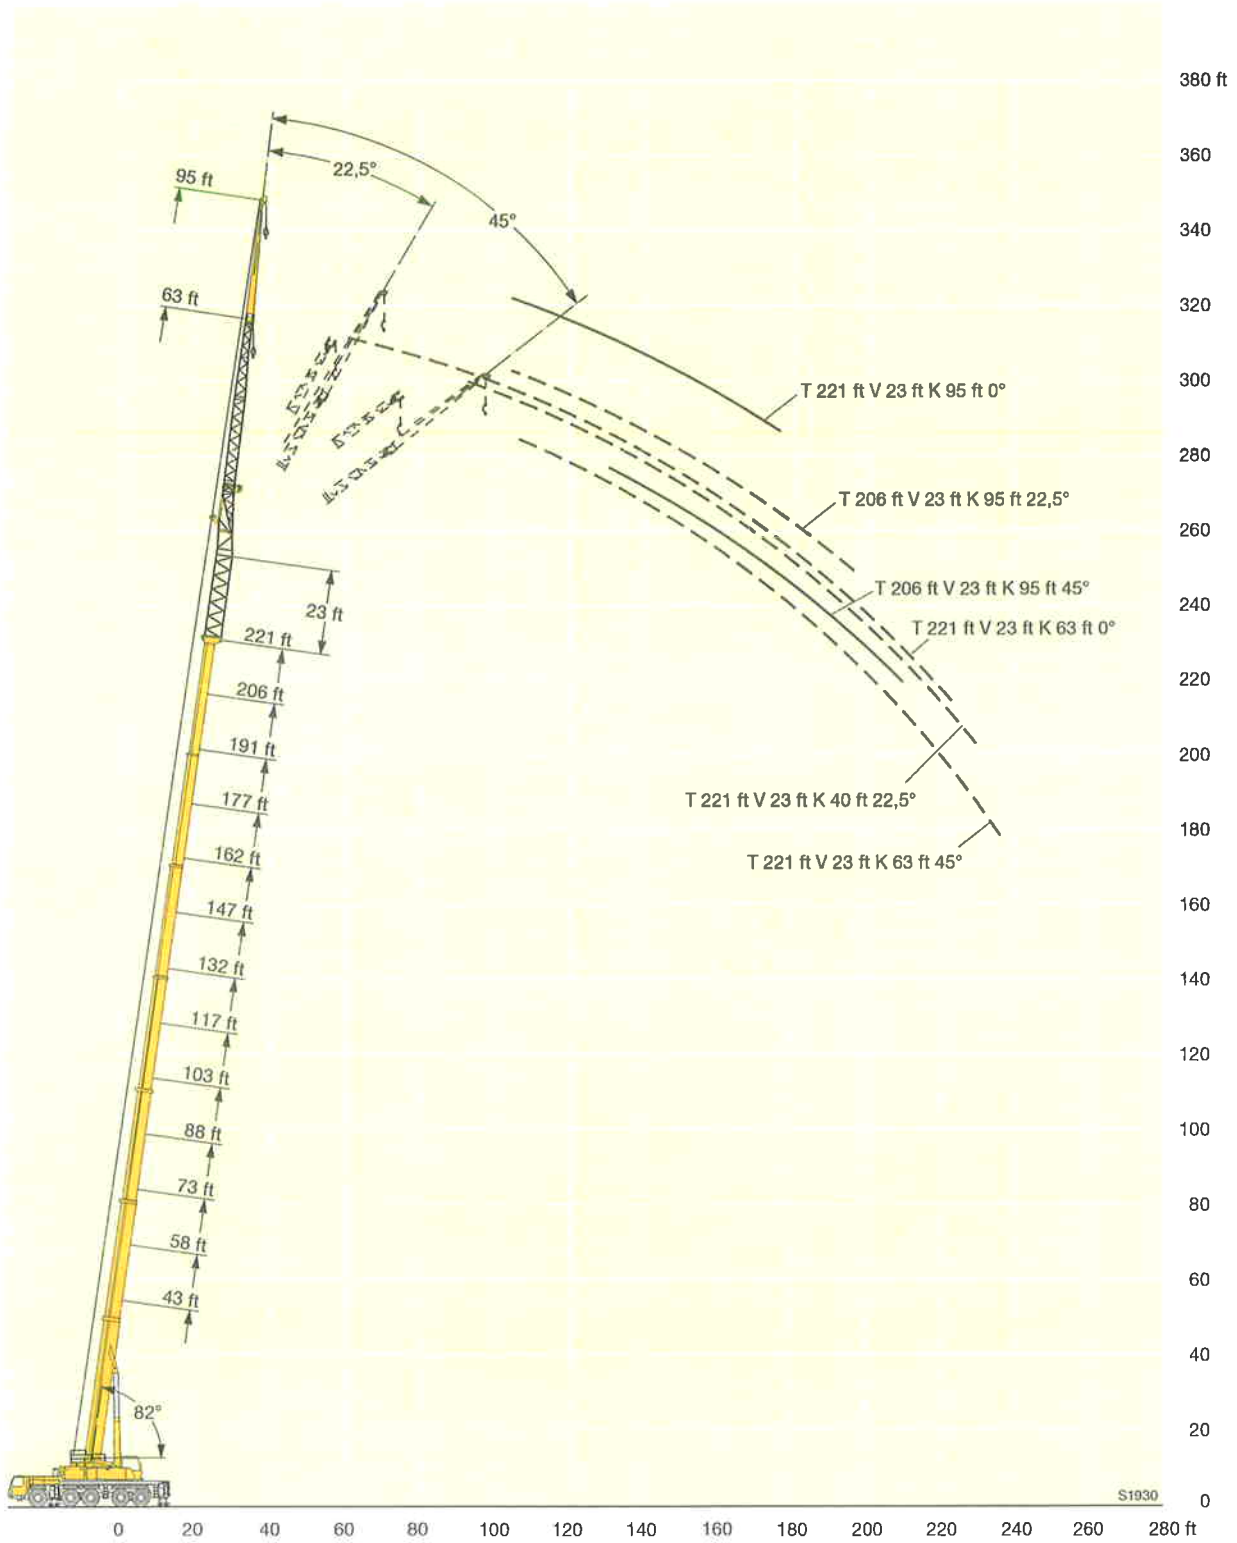 380 ft
360
95 ft
22,5°
45°
340
63 ft
320
300
T 221 ft V 23 ft K 95 ft 0°
280
T 206 ft V 23 ft K 95 ft 22,5°
260
T 206 ft V 23 ft K 95 ft 45°
240
23 ft
T 221 ft V 23 ft K 63 ft 0°
221 ft
220
206 ft
191 ft
200
177 ft
T 221 ft V 23 ft K 40 ft 22,5°
180
162 ft
T 221 ft V 23 ft K 63 ft 45°
160
147 ft
132 ft
140
117 ft
120
103 ft
100
88 ft
73 ft
80
58 ft
60
43 ft
40
82°
20
S1930
0
0 20 40 60 80 100 120 140 160 180 200 220 240 260 280 ft